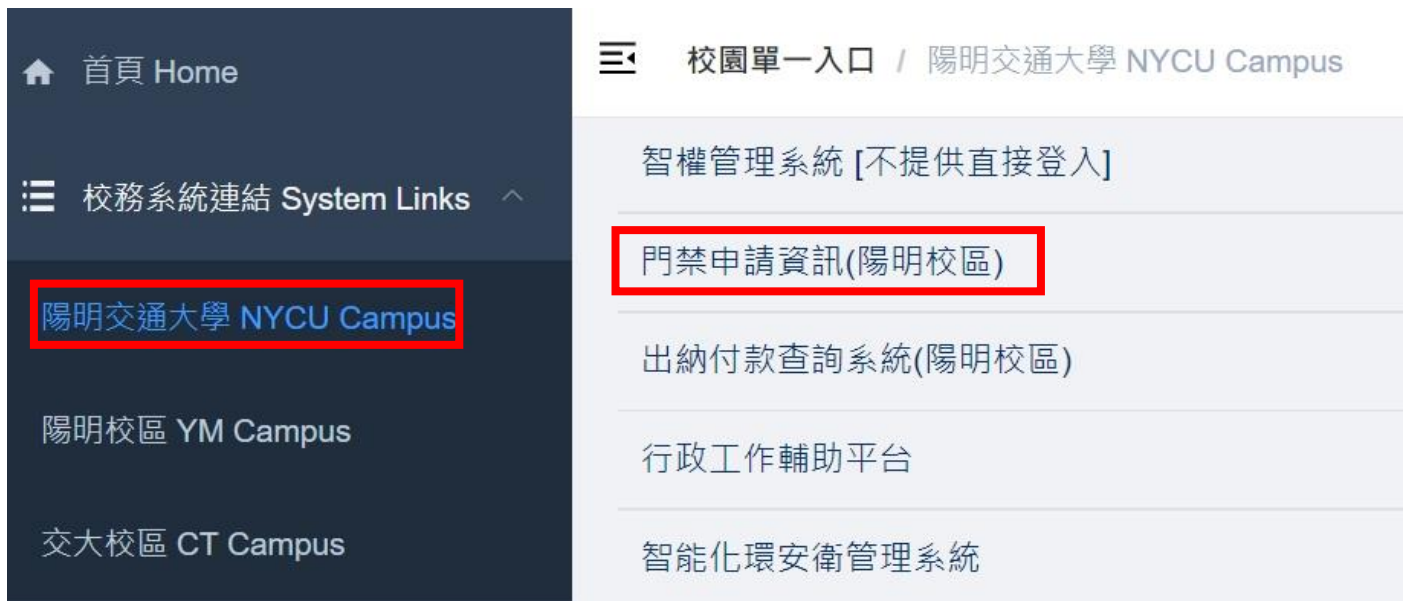 首頁 Home
校務系統連結 System Links
陽明交通大學 NYCU Campus
陽明校區 YM Campus
交大校區 CT Campus
校園單一入口 / 陽明交通大學 NYCU Campus
智權管理系統 [不提供直接登入]
門禁申請資訊(陽明校區)
出納付款查詢系統(陽明校區)
行政工作輔助平台
智能化環安衛管理系統